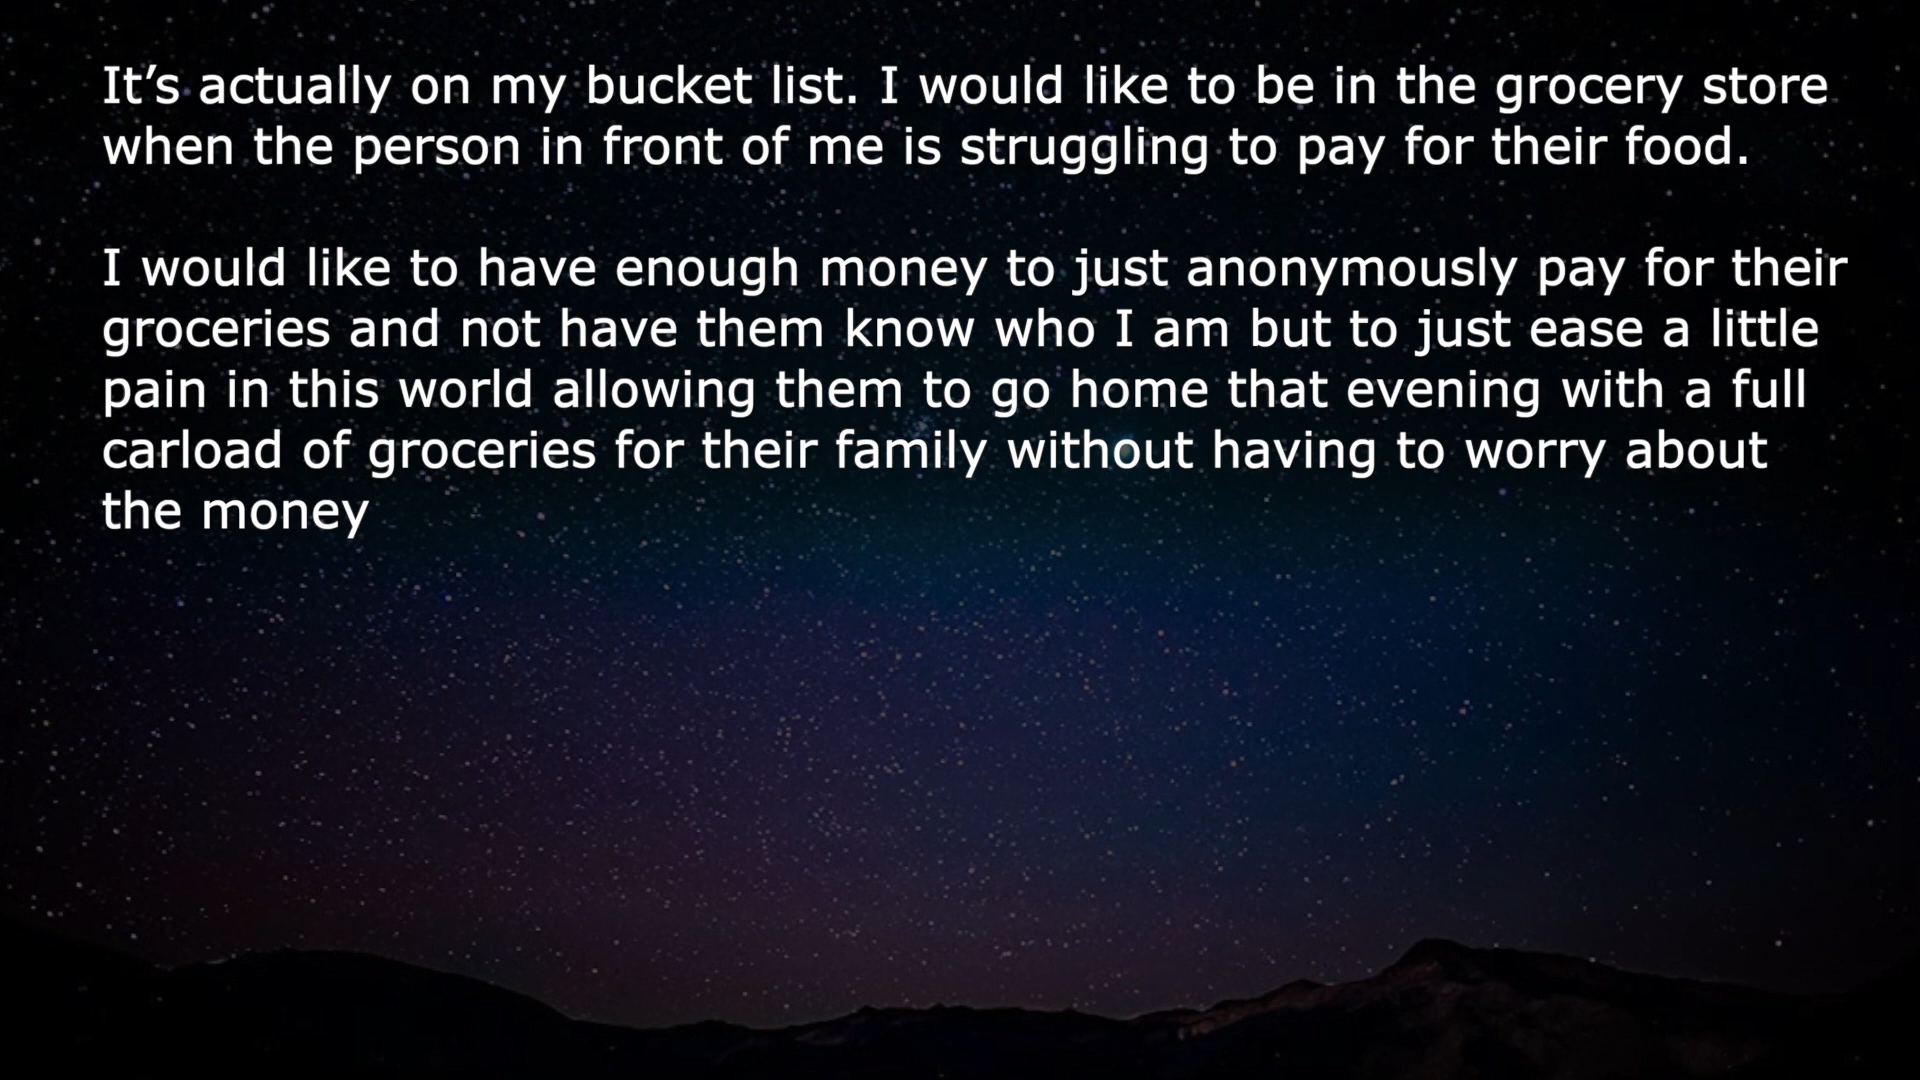 It’s actually on my bucket list. I would like to be in the grocery store
when the person in front of me is struggling to pay for their food.
I would like to have enough money to just anonymously pay for their
groceries and not have them know who I am but to just ease a little
pain in this world allowing them to go home that evening with a full
carload of groceries for their family without having to worry about
the money